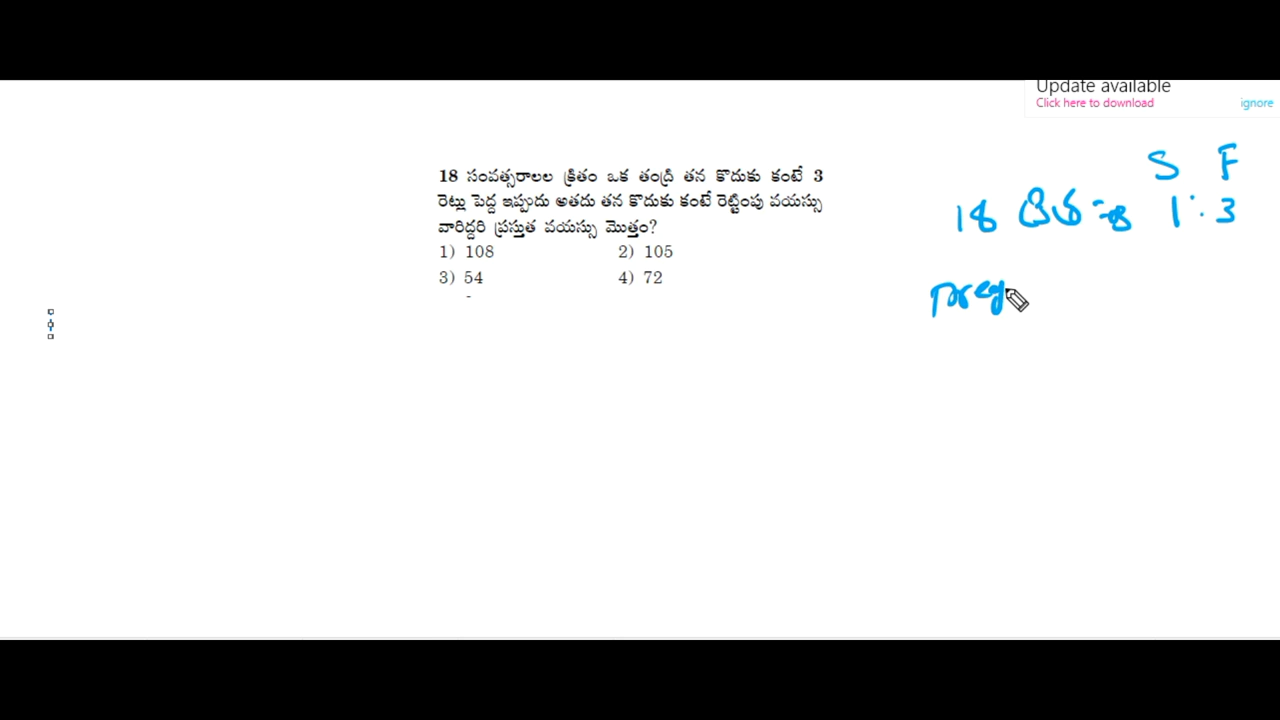 Update available
Click here to download ignore
18 సంవత్సరాలల క్రితం ఒక తండ్రి తన కొడుకు కంటే 3
రెట్లు పెద్ద ఇప్పుడు అతడు తన కొడుకు కంటే రెట్టింపు వయస్సు
వారిద్దరి ప్రస్తుత వయస్సు మొత్తం?
1) 108 2) 105
3) 54 4) 72
S F
18 1 : 3